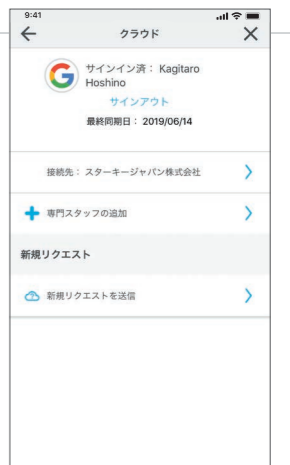 9:41
クラウド
サインイン済： Kagitaro
Hoshino
サインアウト
最終同期日： 2019/06/14
接続先： スターキージャパン株式会社
専門スタッフの追加
新規リクエスト
新規リクエストを送信